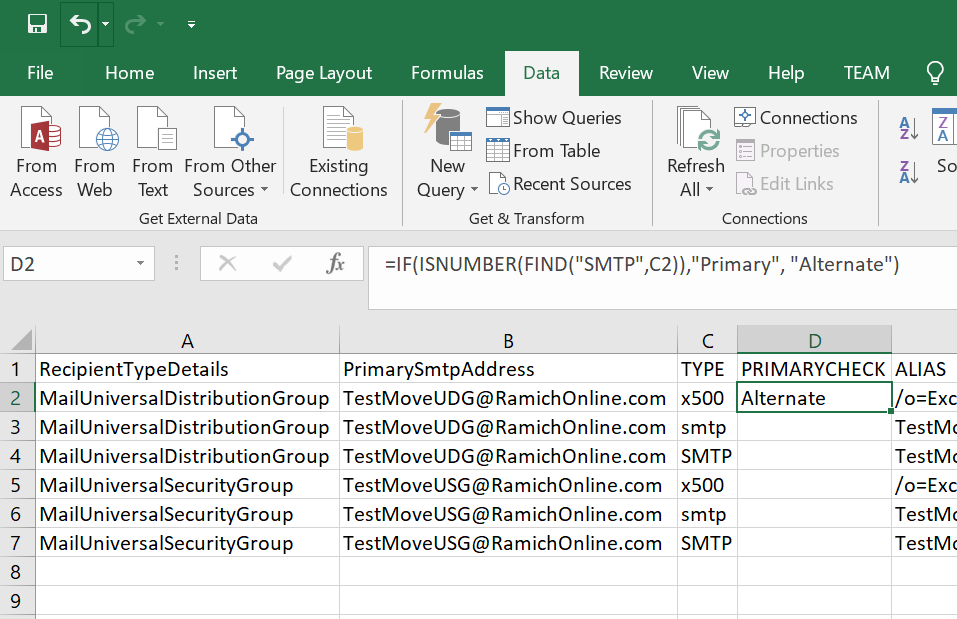 File Home Insert Page Layout Formulas Data Review View Help TEAM
From Access
From Web
From Text
From Other Sources
Existing Connections
Get External Data
New Query
Show Queries
From Table
Recent Sources
Get & Transform
Refresh All
Connections
Properties
Edit Links
Connections
A Z
Z A
Z A
So
D2 fx =IF(ISNUMBER(FIND("SMTP",C2)),"Primary", "Alternate")
A B C D
1 RecipientTypeDetails PrimarySmtpAddress TYPE PRIMARYCHECK ALIAS
2 MailUniversalDistributionGroup TestMoveUDG@RamichOnline.com x500 Alternate /o=Exc
3 MailUniversalDistributionGroup TestMoveUDG@RamichOnline.com smtp TestMo
4 MailUniversalDistributionGroup TestMoveUDG@RamichOnline.com SMTP TestMo
5 MailUniversalSecurityGroup TestMoveUSG@RamichOnline.com x500 /o=Exc
6 MailUniversalSecurityGroup TestMoveUSG@RamichOnline.com smtp TestMo
7 MailUniversalSecurityGroup TestMoveUSG@RamichOnline.com SMTP TestMo
8
9